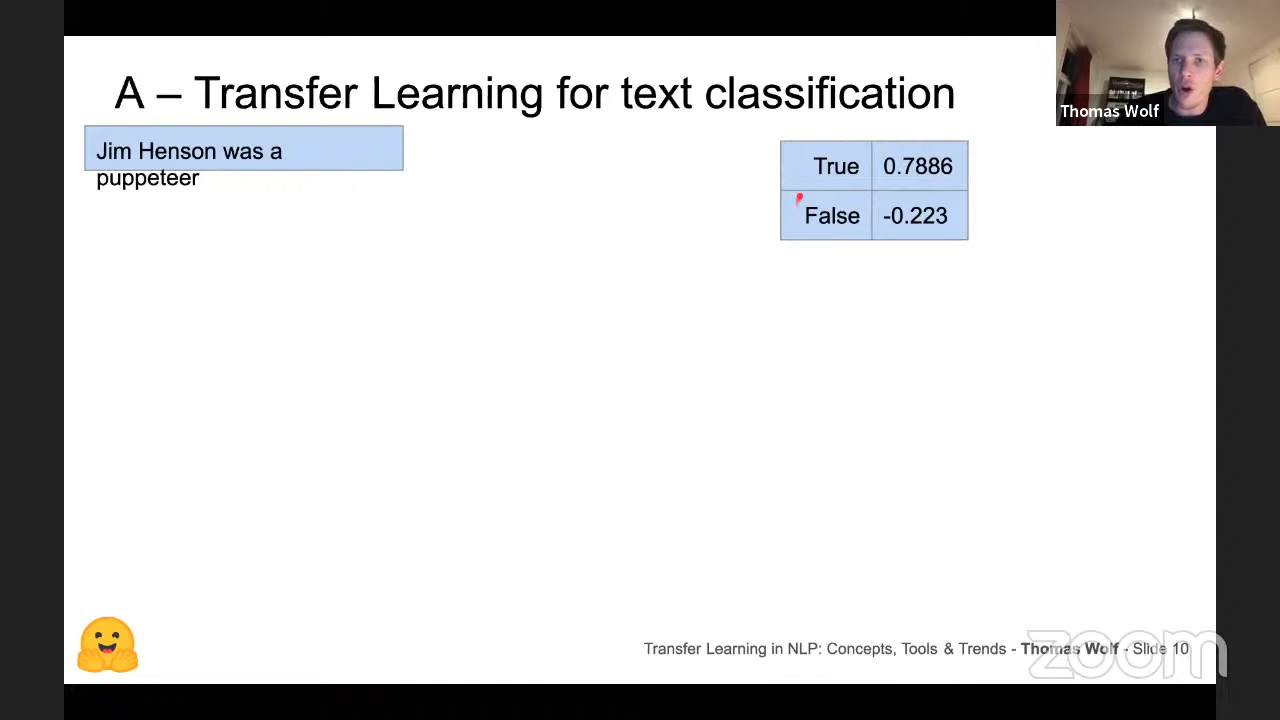 A – Transfer Learning for text classification
Thomas Wolf
Jim Henson was a
puppeteer
True 0.7886
False -0.223
Transfer Learning in NLP: Concepts, Tools & Trends - Thomas Wolf - Slide 10
zoom